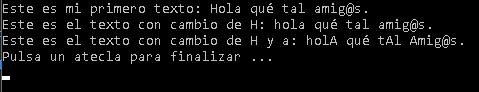 Este es mi primero texto: Hola qué tal amig@s.
Este es el texto con cambio de H: hola qué tal amig@s.
Este es el texto con cambio de H y a: holA qué tAl Amig@s.
Pulsa un atecla para finalizar ...